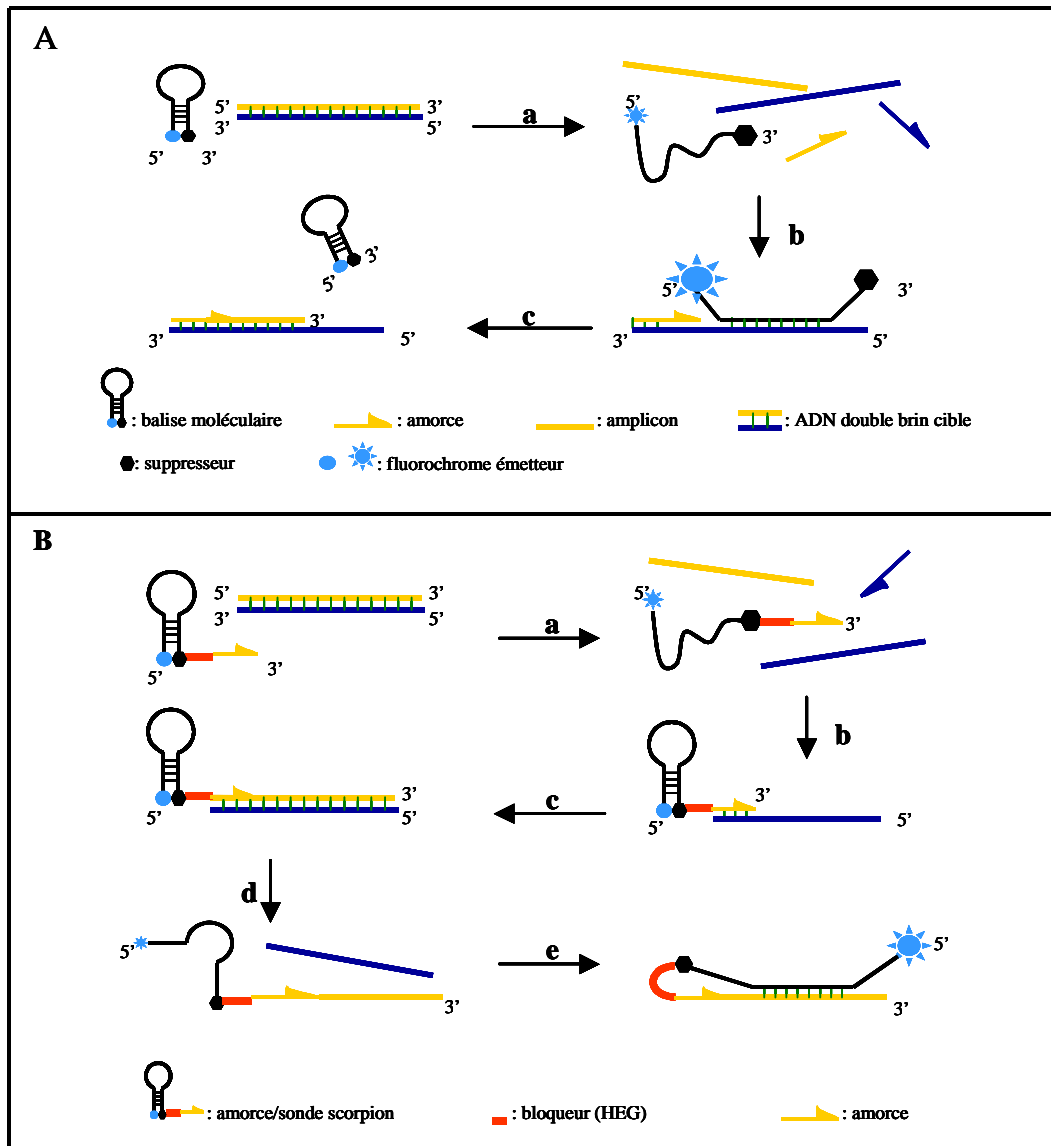 A
5’ 3’
3’ 5’
5’ 3’
a
5’
3’
b
3’
5’
5’ 3’
c
3’
3’ 5’
3’ 5’
: balise moléculaire : amorce : amplicon : ADN double brin cible
: suppresseur : fluorochrome émetteur
B
5’ 3’
3’ 5’
5’ 3’
a
5’
3’
b
3’
5’ 5’
c
3’
5’ 5’
d
5’
3’
e
5’
3’
: amorce/sonde scorpion : bloqueur (HEG) : amorce